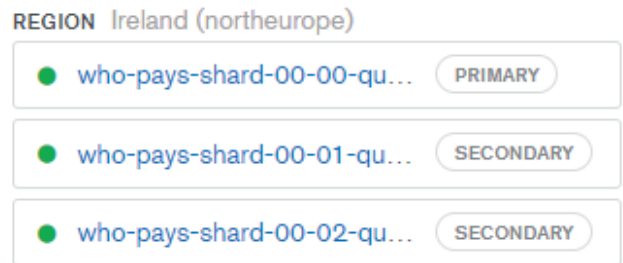 REGION Ireland (northeurope)
who-pays-shard-00-00-qu... PRIMARY
who-pays-shard-00-01-qu... SECONDARY
who-pays-shard-00-02-qu... SECONDARY